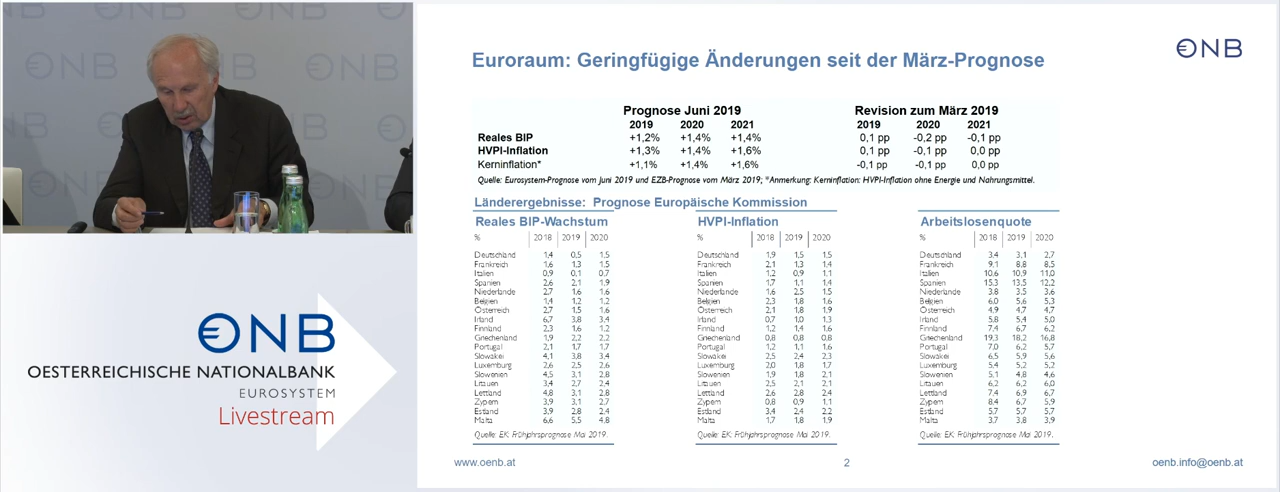 ONB
ONB
ONB
ONB
Euroraum: Geringfügige Änderungen seit der März-Prognose
Prognose Juni 2019 Revision zum März 2019
2019 2020 2021 2019 2020 2021
Reales BIP +1,2% +1,4% +1,4% 0,1 pp -0,2 pp -0,1 pp
HVPI-Inflation +1,3% +1,4% +1,6% 0,1 pp -0,1 pp 0,0 pp
Kerninflation* +1,1% +1,4% +1,6% -0,1 pp -0,1 pp 0,0 pp
Quelle: Eurosystem-Prognose vom Juni 2019 und EZB-Prognose vom März 2019; *Anmerkung: Kerninflation: HVPI-Inflation ohne Energie und Nahrungsmittel.
Länderergebnisse: Prognose Europäische Kommission
Reales BIP-Wachstum
% 2018 2019 2020
Deutschland 1,4 0,5 1,5
Frankreich 1,6 1,3 1,5
Italien 0,9 0,1 0,7
Spanien 2,6 2,1 1,9
Niederlande 2,7 1,6 1,6
Belgien 1,4 1,2 1,2
Österreich 2,7 1,5 1,6
Irland 6,7 3,8 3,4
Finnland 2,3 1,6 1,2
Griechenland 1,9 2,2 2,2
Portugal 2,1 1,7 1,7
Slowakei 4,1 3,8 3,4
Luxemburg 2,6 2,5 2,6
Slowenien 4,5 3,1 2,8
Litauen 3,4 2,7 2,4
Lettland 4,8 3,1 2,8
Zypern 3,9 3,1 2,7
Estland 3,9 2,8 2,4
Malta 6,6 5,5 4,8
Quelle: EK: Frühjahrsprognose Mai 2019.
HVPI-Inflation
% 2018 2019 2020
Deutschland 1,9 1,5 1,5
Frankreich 2,1 1,3 1,4
Italien 1,2 0,9 1,1
Spanien 1,7 1,1 1,4
Niederlande 1,6 2,5 1,5
Belgien 2,3 1,8 1,6
Österreich 2,1 1,8 1,9
Irland 0,7 1,0 1,3
Finnland 1,2 1,4 1,6
Griechenland 0,8 0,8 0,8
Portugal 1,2 1,1 1,6
Slowakei 2,5 2,4 2,3
Luxemburg 2,0 1,8 1,7
Slowenien 1,9 1,8 2,1
Litauen 2,5 2,1 2,1
Lettland 2,6 2,8 2,4
Zypern 0,8 0,9 1,1
Estland 3,4 2,4 2,2
Malta 1,7 1,8 1,9
Quelle: EK: Frühjahrsprognose Mai 2019.
Arbeitslosenquote
% 2018 2019 2020
Deutschland 3,4 3,1 2,7
Frankreich 9,1 8,8 8,5
Italien 10,6 10,9 11,0
Spanien 15,3 13,5 12,2
Niederlande 3,8 3,5 3,6
Belgien 6,0 5,6 5,3
Österreich 4,9 4,7 4,7
Irland 5,8 5,4 5,0
Finnland 7,4 6,7 6,2
Griechenland 19,3 18,2 16,8
Portugal 7,0 6,2 5,7
Slowakei 6,5 5,9 5,6
Luxemburg 5,4 5,2 5,2
Slowenien 5,1 4,8 4,6
Litauen 6,2 6,2 6,0
Lettland 7,4 6,9 6,7
Zypern 8,4 6,7 5,9
Estland 5,7 5,7 5,7
Malta 3,7 3,8 3,9
Quelle: EK: Frühjahrsprognose Mai 2019.
ONB
OESTERREICHISCHE NATIONALBANK
EUROSYSTEM
Livestream
www.oenb.at 2 oenb.info@oenb.at